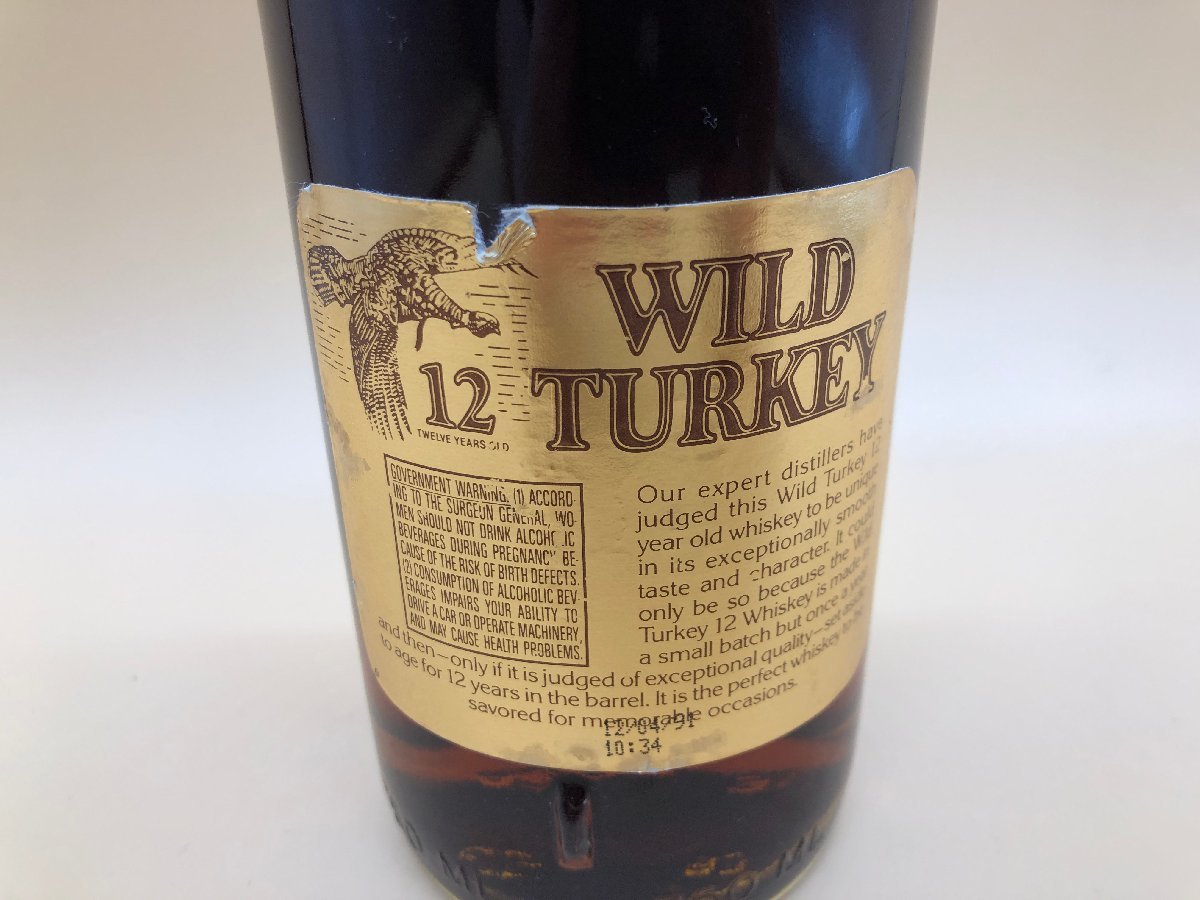 WILD
TURKEY
12
TWELVE YEARS OLD
GOVERNMENT WARNING: (1) ACCORD-
ING TO THE SURGEON GENERAL, WO-
MEN SHOULD NOT DRINK ALCOHOLIC
BEVERAGES DURING PREGNANCY BE-
CAUSE OF THE RISK OF BIRTH DEFECTS.
(2) CONSUMPTION OF ALCOHOLIC BEV-
ERAGES IMPAIRS YOUR ABILITY TO
DRIVE A CAR OR OPERATE MACHINERY,
AND MAY CAUSE HEALTH PROBLEMS.
Our expert distillers have
judged this Wild Turkey 12
year old whiskey to be unique
in its exceptionally smooth
taste and character. It could
only be so because the Wild
Turkey 12 Whiskey is made in
a small batch but once a year
and then—only if it is judged of exceptional quality—set aside
to age for 12 years in the barrel. It is the perfect whiskey to be
savored for memorable occasions.
12/04/91
10:34